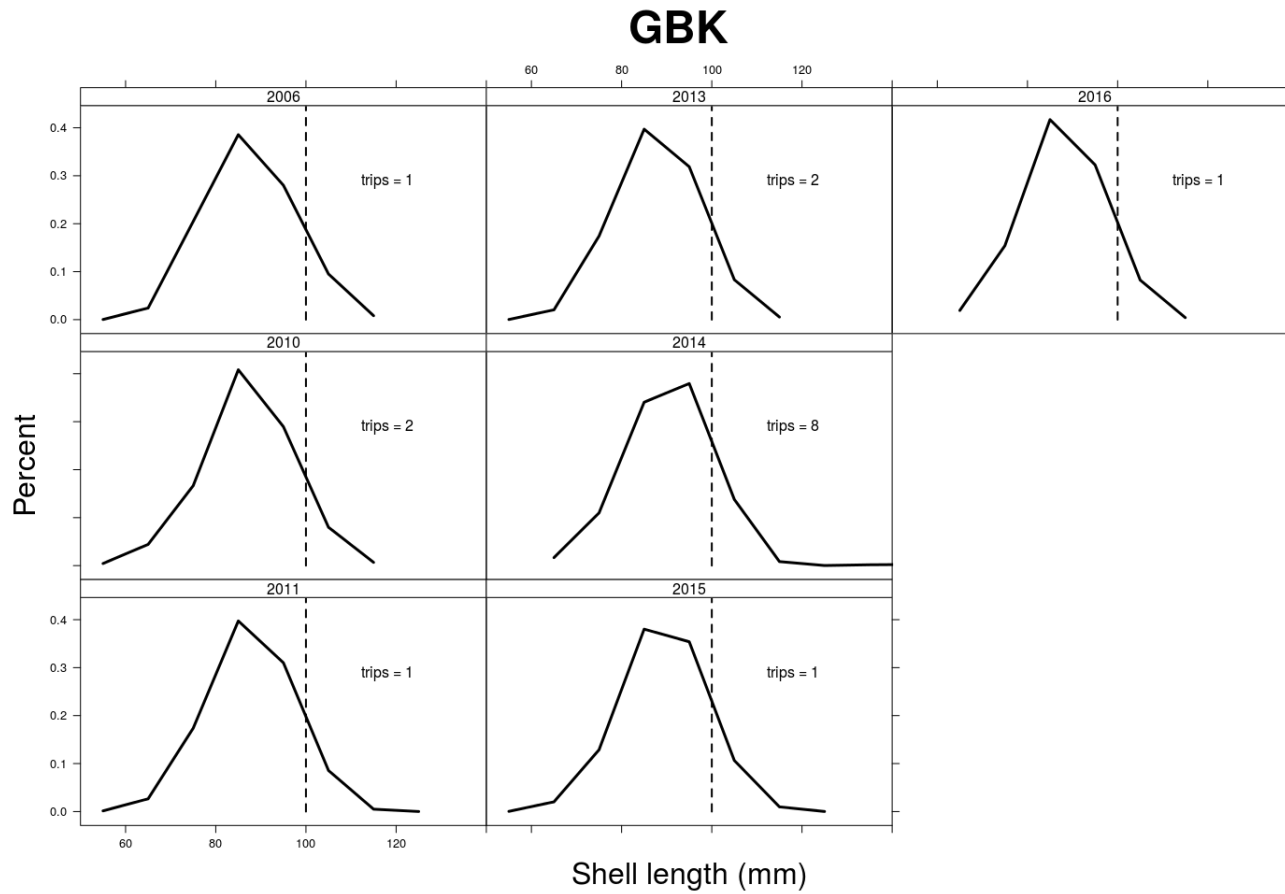 GBK
60 80 100 120
2006 2013 2016
0.4
0.3
0.2
0.1
0.0
trips = 1 trips = 2 trips = 1
2010 2014
trips = 2 trips = 8
Percent
2011 2015
0.4
0.3
0.2
0.1
0.0
trips = 1 trips = 1
60 80 100 120
Shell length (mm)